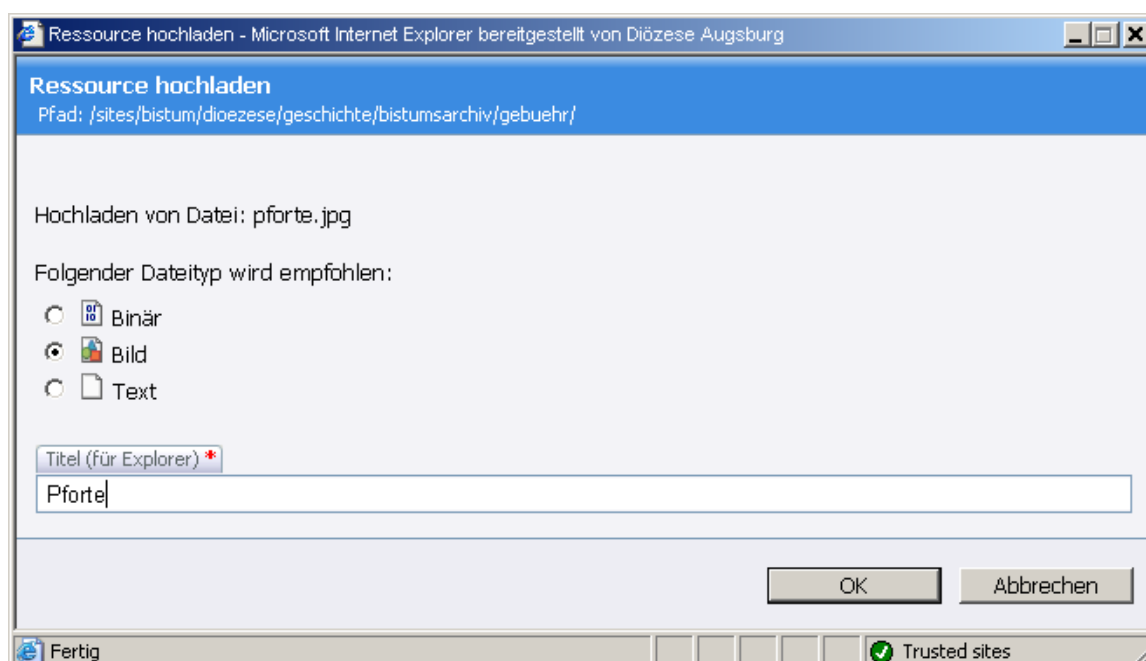 Ressource hochladen - Microsoft Internet Explorer bereitgestellt von Diözese Augsburg
Ressource hochladen
Pfad: /sites/bistum/dioezese/geschichte/bistumsarchiv/gebuehr/
Hochladen von Datei: pforte.jpg
Folgender Dateityp wird empfohlen:
Binär
Bild
Text
Titel (für Explorer) *
Pforte
OK Abbrechen
Fertig Trusted sites